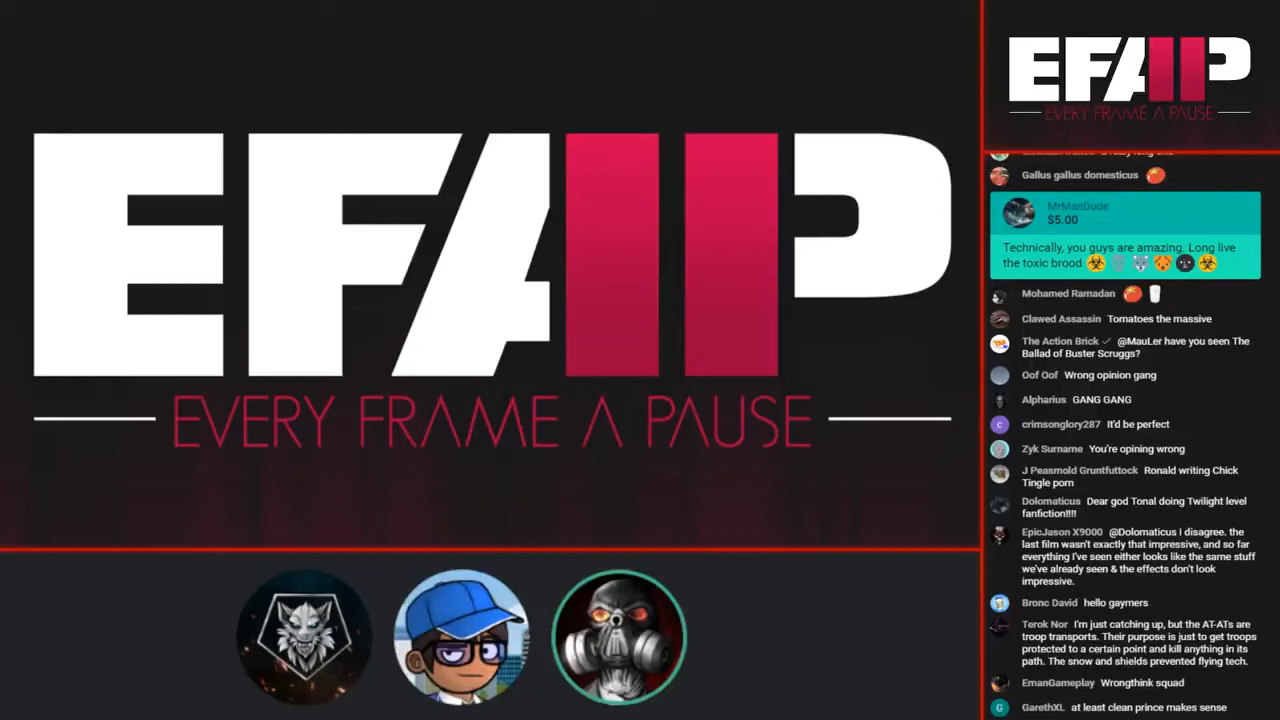 EFAP
EVERY FRAME A PAUSE
EFAP
EVERY FRAME A PAUSE
Gallus gallus domesticus 🍅
MrManDude
$5.00
Technically, you guys are amazing. Long live
the toxic brood
Mohamed Ramadan 🍅🥛
Clawed Assassin Tomatoes the massive
The Action Brick ✓ @MauLer have you seen The
Ballad of Buster Scruggs?
Oof Oof Wrong opinion gang
Alpharius GANG GANG
C crimsonglory287 It'd be perfect
Zyk Surname You're opining wrong
J Peasmold Gruntfuttock Ronald writing Chick
Tingle porn
Dolomaticus Dear god Tonal doing Twilight level
fanfiction!!!!
EpicJason X9000 @Dolomaticus I disagree. the
last film wasn't exactly that impressive, and so far
everything I've seen either looks like the same stuff
we've already seen & the effects don't look
impressive.
Bronc David hello gaymers
Terok Nor I'm just catching up, but the AT-ATs are
troop transports. Their purpose is just to get troops
protected to a certain point and kill anything in its
path. The snow and shields prevented flying tech.
EmanGameplay Wrongthink squad
G GarethXL at least clean prince makes sense